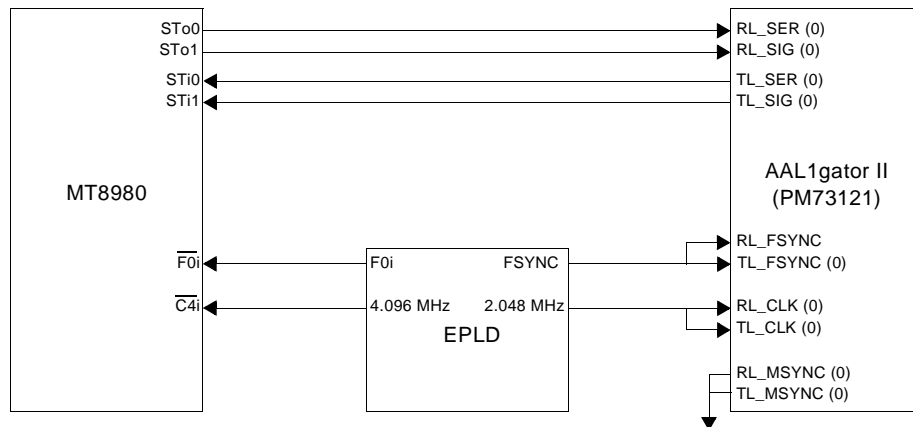 STo0
STo1
STi0
STi1
MT8980
F0i
C4i
F0i FSYNC
4.096 MHz 2.048 MHz
EPLD
RL_SER (0)
RL_SIG (0)
TL_SER (0)
TL_SIG (0)
AAL1gator II
(PM73121)
RL_FSYNC
TL_FSYNC (0)
RL_CLK (0)
TL_CLK (0)
RL_MSYNC (0)
TL_MSYNC (0)